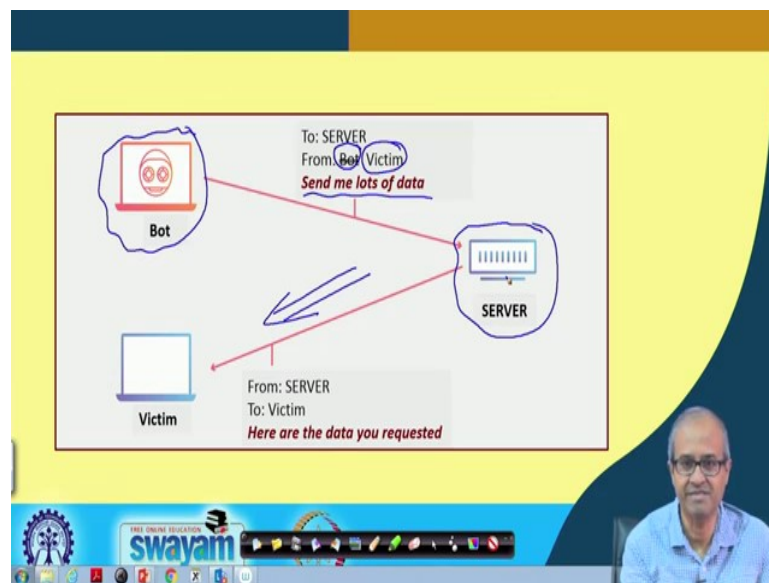 To: SERVER
From: Bot Victim
Send me lots of data
Bot
SERVER
From: SERVER
To: Victim
Here are the data you requested
Victim
FREE ONLINE EDUCATION
swayam